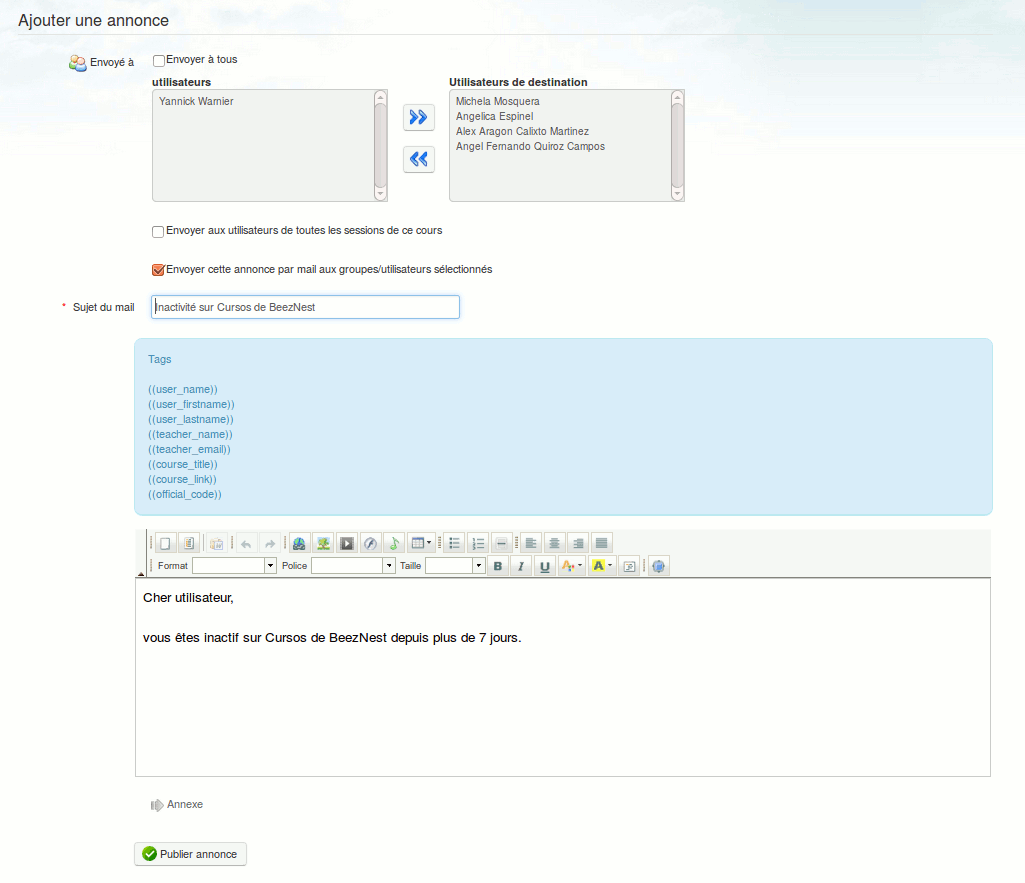 Ajouter une annonce
Envoyé à
Envoyer à tous
utilisateurs
Utilisateurs de destination
Yannick Warnier
Michela Mosquera
Angelica Espinel
Alex Aragon Calixto Martinez
Angel Fernando Quiroz Campos
Envoyer aux utilisateurs de toutes les sessions de ce cours
Envoyer cette annonce par mail aux groupes/utilisateurs sélectionnés
* Sujet du mail
Inactivité sur Cursos de BeezNest
Tags
((user_name))
((user_firstname))
((user_lastname))
((teacher_name))
((teacher_email))
((course_title))
((course_link))
((official_code))
Format Police Taille B I U A A
Cher utilisateur,
vous êtes inactif sur Cursos de BeezNest depuis plus de 7 jours.
Annexe
Publier annonce